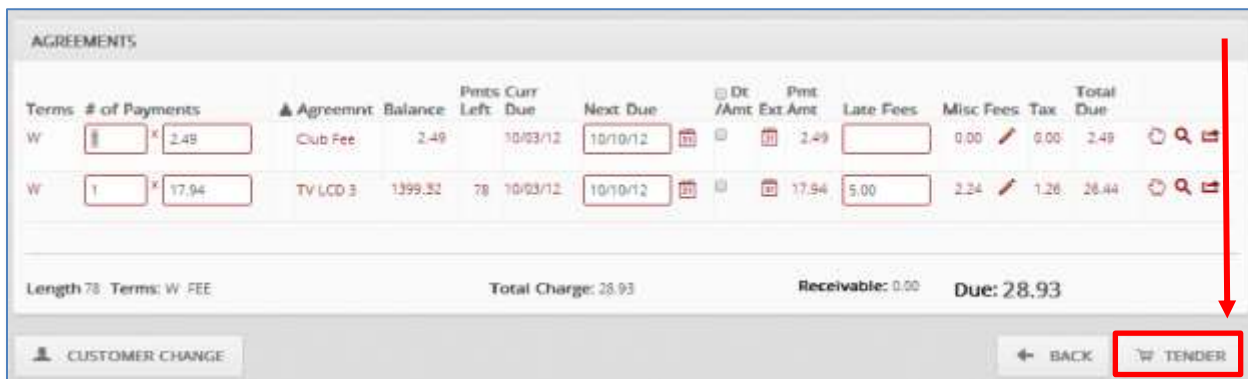 AGREEMENTS
Terms # of Payments ▲ Agreemnt Balance Pmts Left Curr Due Next Due Dt /Amt Ext Pmt Amt Late Fees Misc Fees Tax Total Due
W x 2.49 Club Fee 2.49 10/03/12 10/10/12 2.49 0.00 0.00 2.49
W 1 x 17.94 TV LCD 3 1399.32 78 10/03/12 10/10/12 17.94 5.00 2.24 1.26 26.44
Length 78 Terms: W FEE Total Charge: 28.93 Receivable: 0.00 Due: 28.93
CUSTOMER CHANGE BACK TENDER